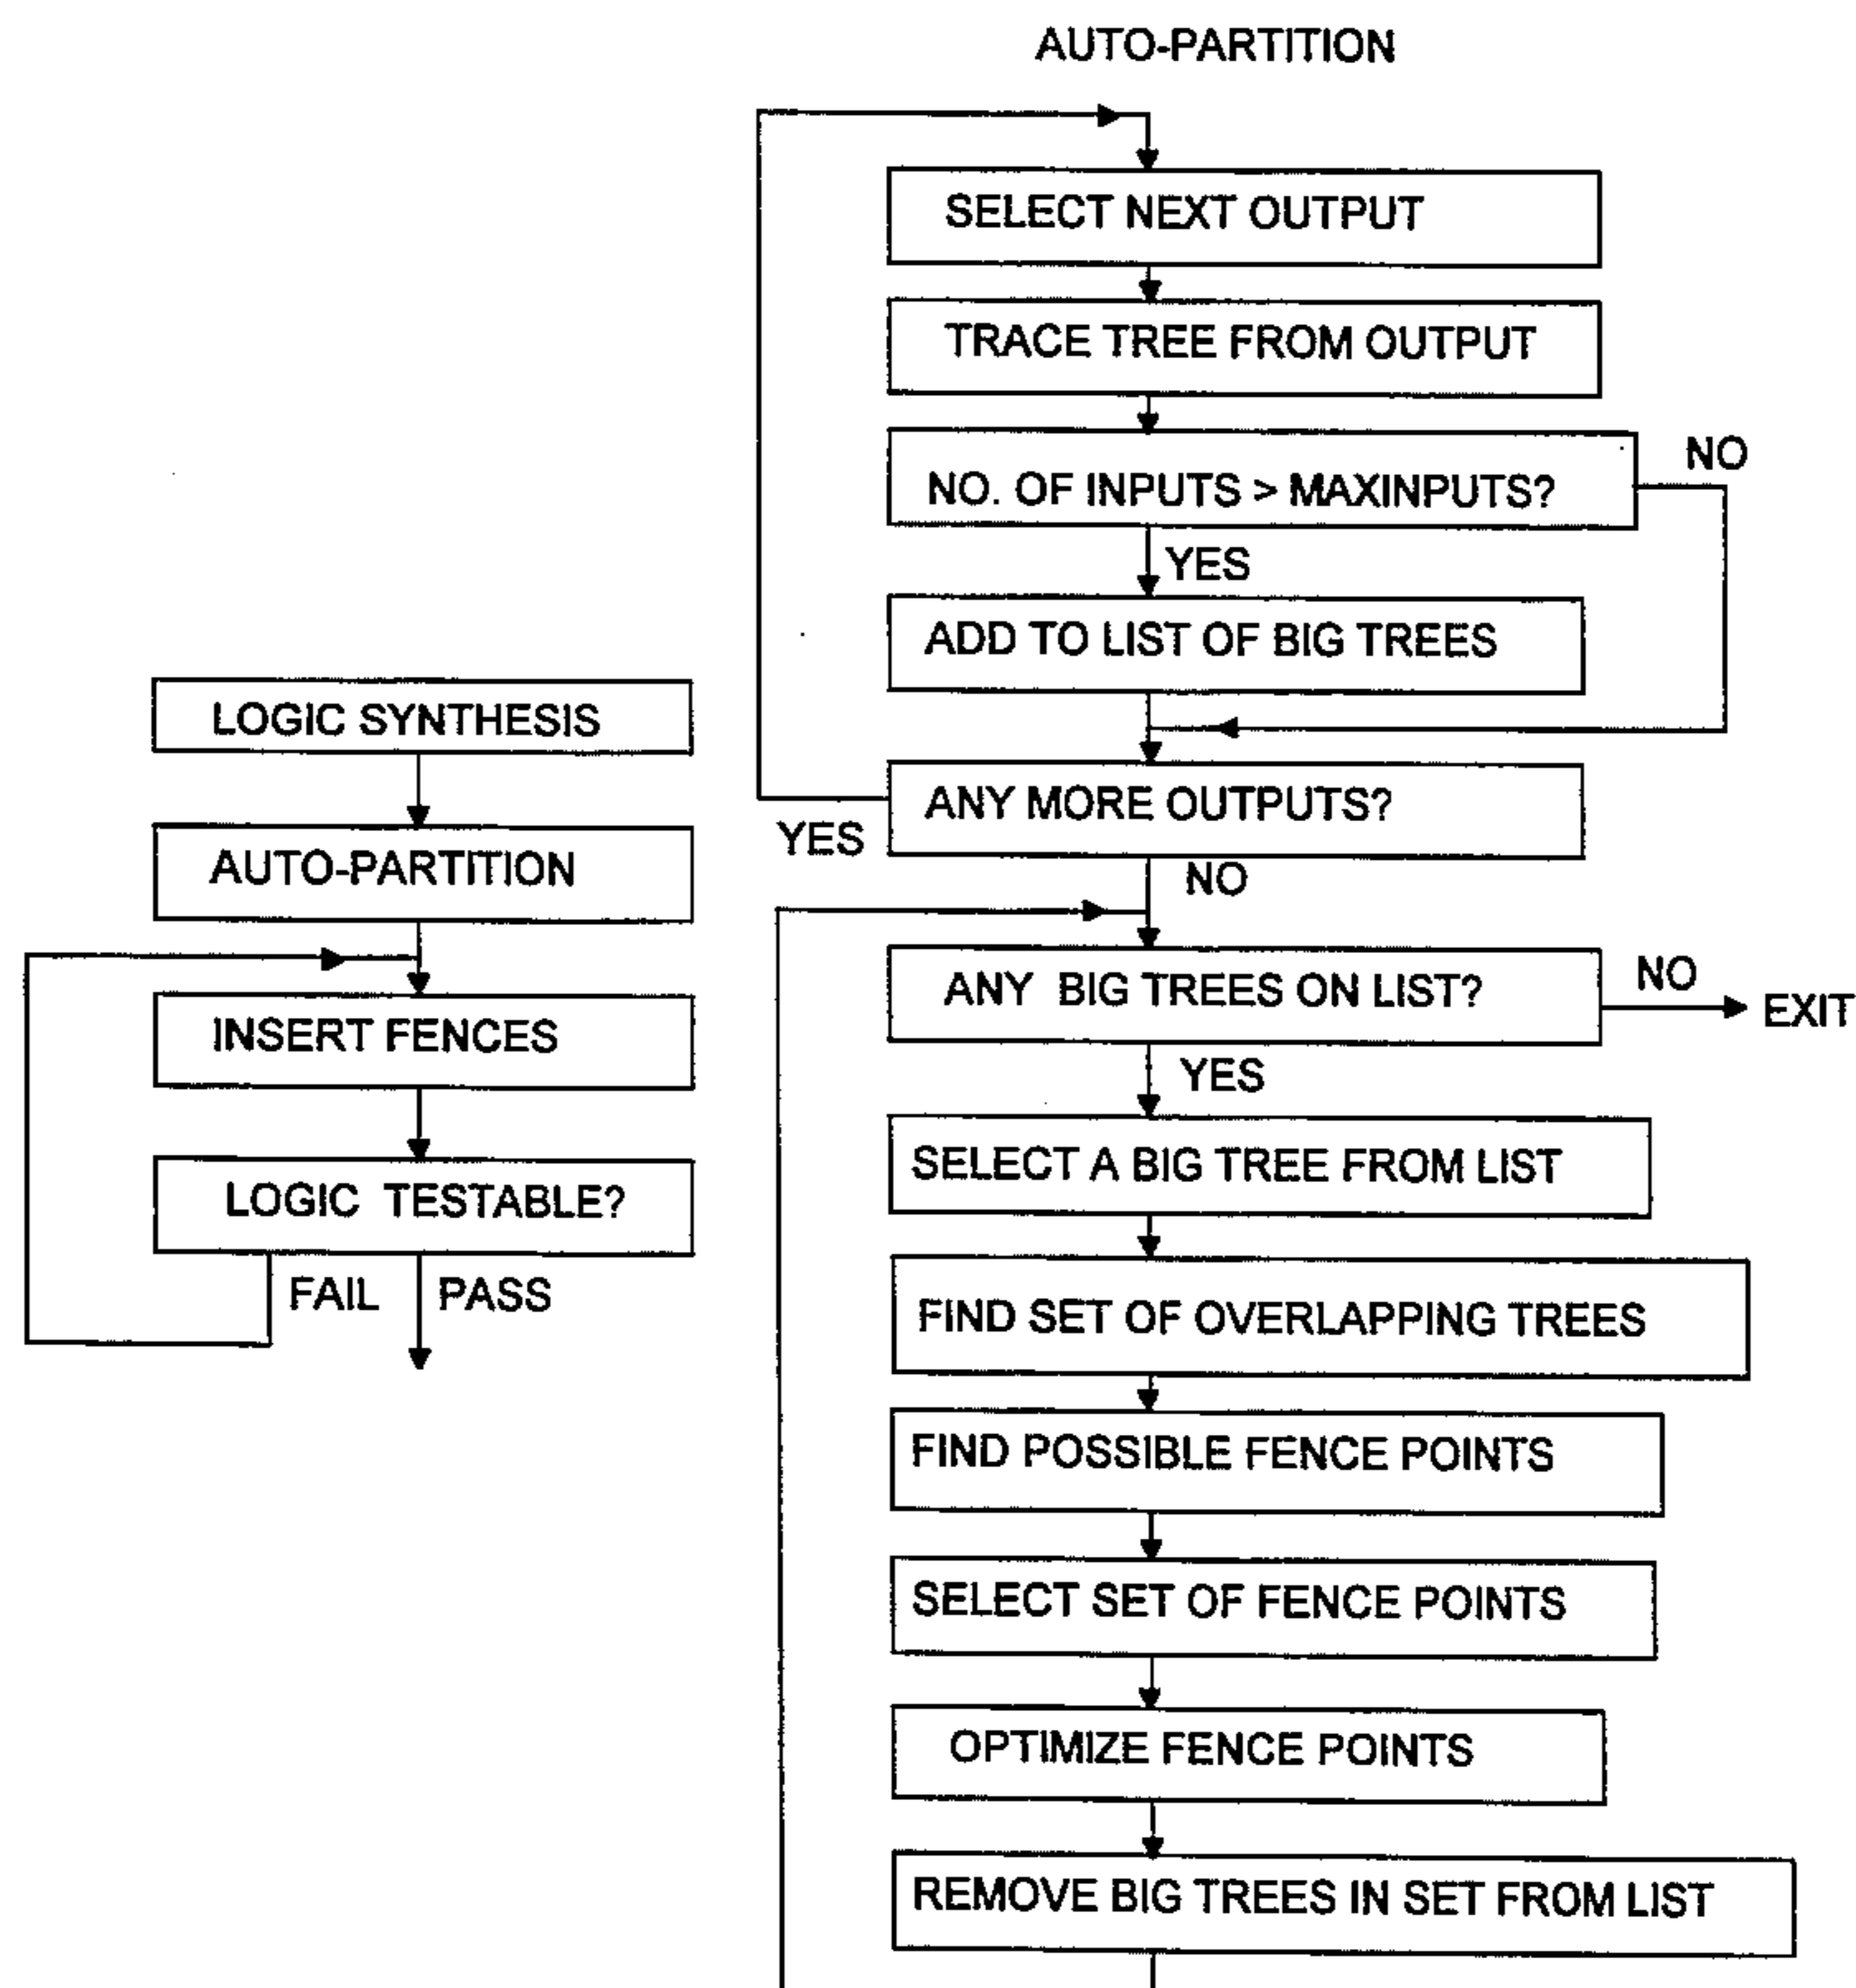 AUTO-PARTITION
SELECT NEXT OUTPUT
TRACE TREE FROM OUTPUT
NO. OF INPUTS > MAXINPUTS?
NO
YES
ADD TO LIST OF BIG TREES
ANY MORE OUTPUTS?
YES
NO
ANY BIG TREES ON LIST?
NO
EXIT
YES
SELECT A BIG TREE FROM LIST
FIND SET OF OVERLAPPING TREES
FIND POSSIBLE FENCE POINTS
SELECT SET OF FENCE POINTS
OPTIMIZE FENCE POINTS
REMOVE BIG TREES IN SET FROM LIST
LOGIC SYNTHESIS
AUTO-PARTITION
INSERT FENCES
LOGIC TESTABLE?
FAIL
PASS